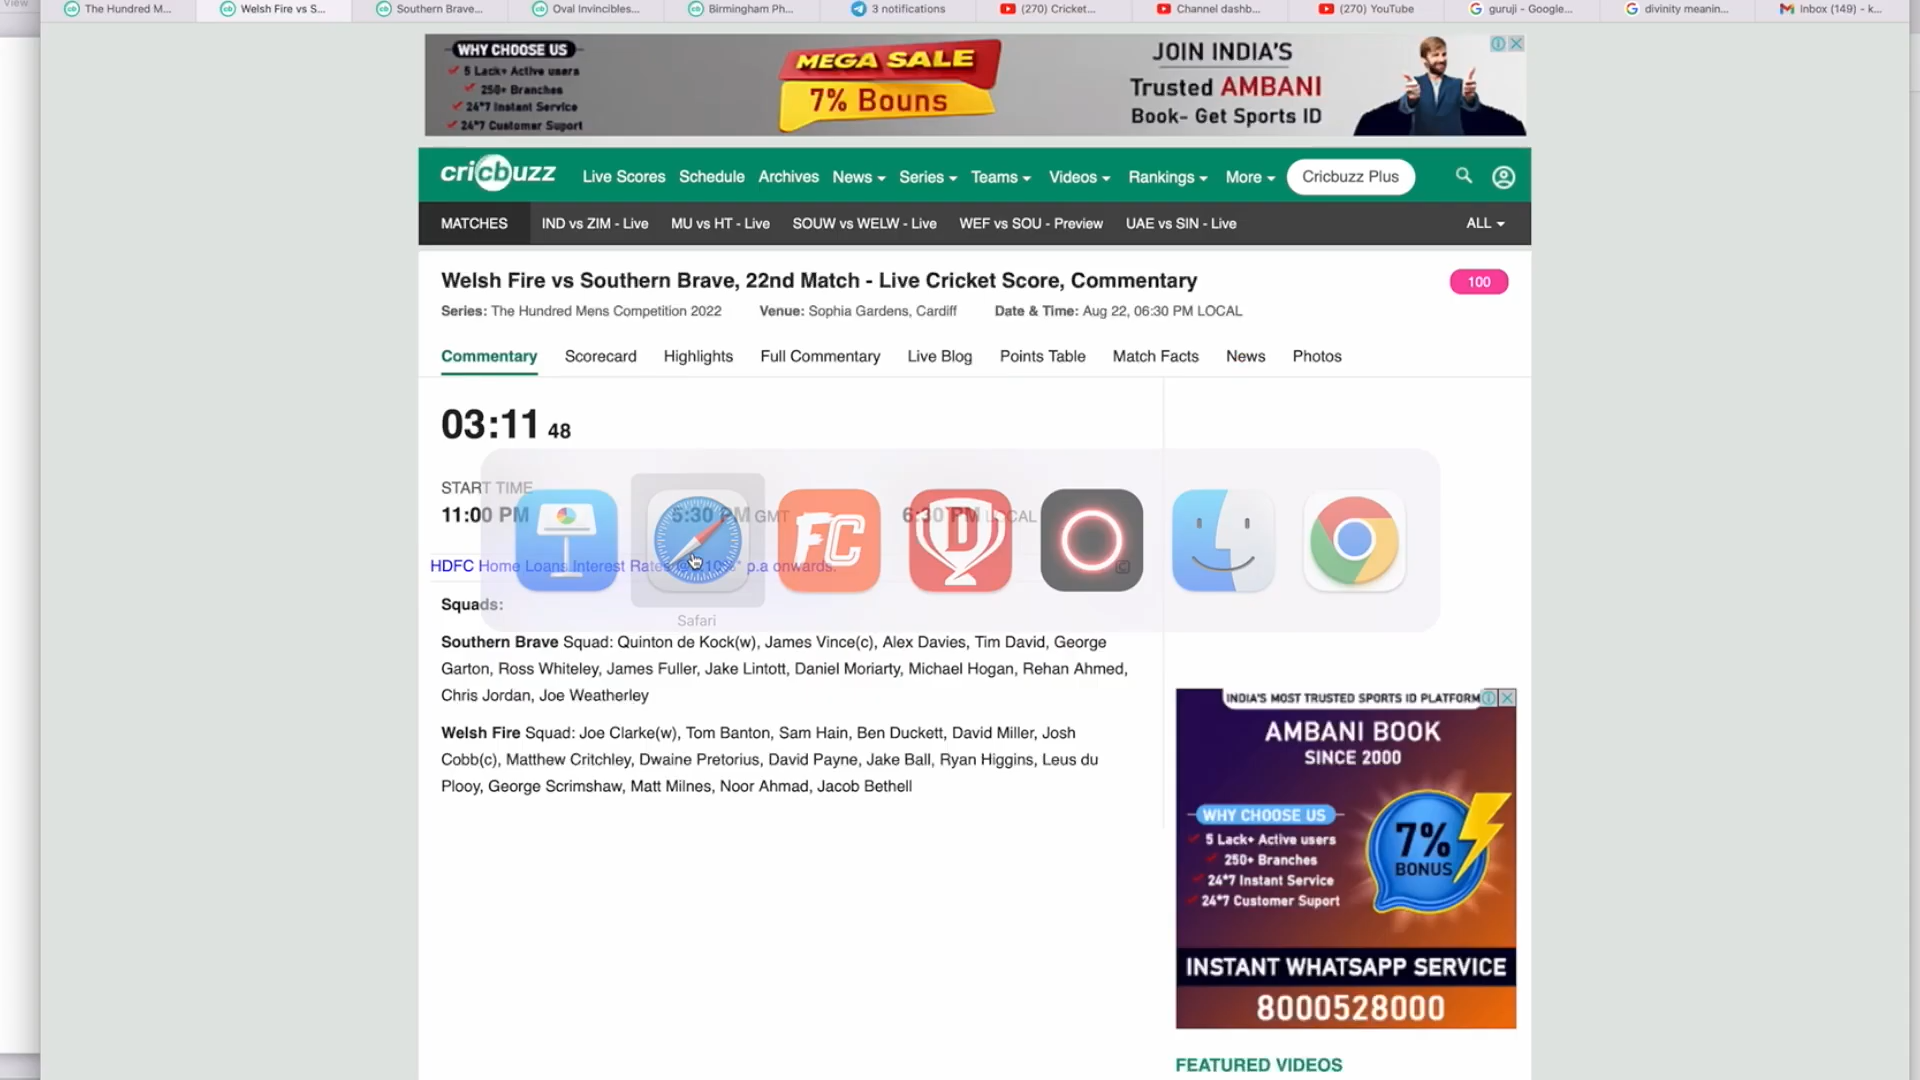 View
The Hundred M...
Welsh Fire vs S...
Southern Brave...
Oval Invincibles...
Birmingham Ph...
3 notifications
(270) Cricket...
Channel dashb...
(270) YouTube
guruji - Google...
divinity meanin...
Inbox (149) - k...
WHY CHOOSE US
5 Lack+ Active users
250+ Branches
24*7 Instant Service
24*7 Customer Suport
MEGA SALE
7% Bouns
JOIN INDIA'S
Trusted AMBANI
Book- Get Sports ID
cricbuzz
Live Scores Schedule Archives News Series Teams Videos Rankings More Cricbuzz Plus
MATCHES IND vs ZIM - Live MU vs HT - Live SOUW vs WELW - Live WEF vs SOU - Preview UAE vs SIN - Live ALL
Welsh Fire vs Southern Brave, 22nd Match - Live Cricket Score, Commentary
100
Series: The Hundred Mens Competition 2022 Venue: Sophia Gardens, Cardiff Date & Time: Aug 22, 06:30 PM LOCAL
Commentary Scorecard Highlights Full Commentary Live Blog Points Table Match Facts News Photos
03:11 48
START TIME
11:00 PM 5:30 PM GMT 6:30 PM LOCAL
FC
D
HDFC Home Loans Interest Rates p.a onwards.
Safari
Squads:
Southern Brave Squad: Quinton de Kock(w), James Vince(c), Alex Davies, Tim David, George
Garton, Ross Whiteley, James Fuller, Jake Lintott, Daniel Moriarty, Michael Hogan, Rehan Ahmed,
Chris Jordan, Joe Weatherley
Welsh Fire Squad: Joe Clarke(w), Tom Banton, Sam Hain, Ben Duckett, David Miller, Josh
Cobb(c), Matthew Critchley, Dwaine Pretorius, David Payne, Jake Ball, Ryan Higgins, Leus du
Plooy, George Scrimshaw, Matt Milnes, Noor Ahmad, Jacob Bethell
INDIA'S MOST TRUSTED SPORTS ID PLATFORM
AMBANI BOOK
SINCE 2000
WHY CHOOSE US
5 Lack+ Active users
250+ Branches
24*7 Instant Service
24*7 Customer Suport
7%
BONUS
INSTANT WHATSAPP SERVICE
8000528000
FEATURED VIDEOS